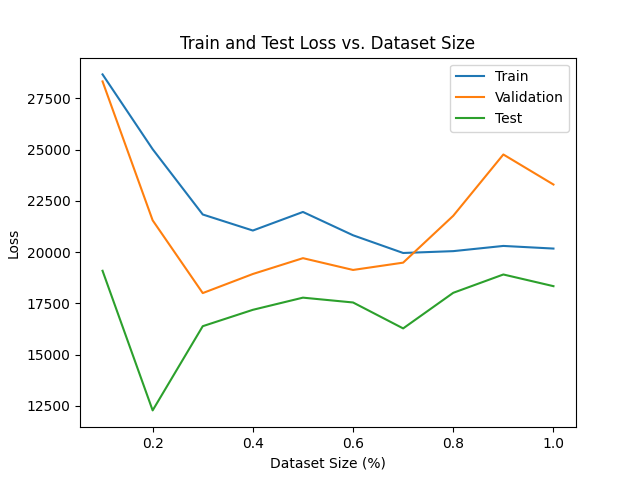 Train and Test Loss vs. Dataset Size
Train
Validation
Test
27500
25000
22500
20000
17500
15000
12500
Loss
0.2
0.4
0.6
0.8
1.0
Dataset Size (%)